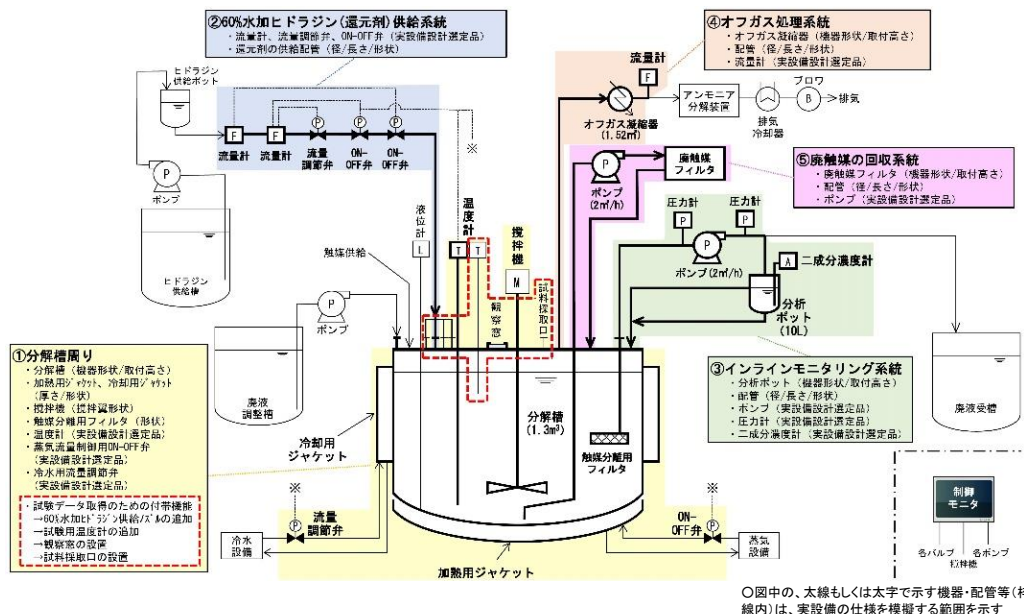 ②60%水加ヒドラジン(還元剤)供給系統
・流量計、流量調節弁、ON-OFF弁 (実設備設計選定品)
・還元剤の供給配管 (径/長さ/形状)
④オフガス処理系統
・オフガス凝縮器 (機器形状/取付高さ)
・配管 (径/長さ/形状)
・流量計 (実設備設計選定品)
ヒドラジン
供給ポット
流量計
F
アンモニア
分解装置
ブロワ
B
排気
排気
冷却器
オフガス凝縮器
(1.52㎡)
F
F
P
P
P
流量計
流量計
流量
調節弁
ON-
OFF弁
ON-
OFF弁
※
P
ポンプ
ヒドラジン
供給槽
P
ポンプ
(2㎥/h)
廃触媒
フィルタ
⑤廃触媒の回収系統
・廃触媒フィルタ (機器形状/取付高さ)
・配管 (径/長さ/形状)
・ポンプ (実設備設計選定品)
液位計
L
温度計
T
T
攪拌機
M
触媒供給
観察窓
試料採取口
圧力計
P
圧力計
P
P
ポンプ(2㎥/h)
A
二成分濃度計
分析
ポット
(10L)
P
ポンプ
廃液
調整槽
①分解槽周り
・分解槽 (機器形状/取付高さ)
・加熱用ジャケット、冷却用ジャケット
(厚さ/形状)
・攪拌機 (攪拌翼形状)
・触媒分離用フィルタ (形状)
・温度計 (実設備設計選定品)
・蒸気流量制御用ON-OFF弁
(実設備設計選定品)
・冷水用流量調節弁
(実設備設計選定品)
・試験データ取得のための付帯機能
→60%水加ヒドラジン供給ノズルの追加
→試験用温度計の追加
→観察窓の設置
→試料採取口の設置
冷却用
ジャケット
分解槽
(1.3m³)
触媒分離用
フィルタ
③インラインモニタリング系統
・分析ポット (機器形状/取付高さ)
・配管 (径/長さ/形状)
・ポンプ (実設備設計選定品)
・圧力計 (実設備設計選定品)
・二成分濃度計 (実設備設計選定品)
廃液受槽
※
P
流量
調節弁
冷水
設備
加熱用ジャケット
※
ON-
OFF弁
P
蒸気
設備
制御
モニタ
各バルブ
攪拌機
各ポンプ
〇図中の、太線もしくは太字で示す機器・配管等(枠
線内)は、実設備の仕様を模擬する範囲を示す